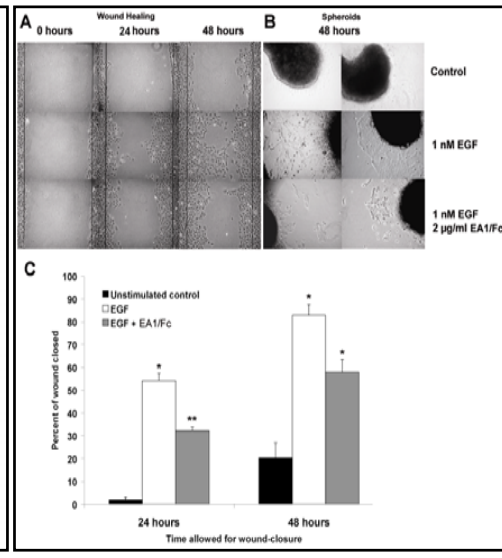 A
Wound Healing
0 hours 24 hours 48 hours
B
Spheroids
48 hours
Control
1 nM EGF
1 nM EGF
2 µg/ml EA1/Fc
C
Percent of wound closed
100
90
80
70
60
50
40
30
20
10
0
Unstimulated control
EGF
EGF + EA1/Fc
*
**
*
*
24 hours 48 hours
Time allowed for wound-closure